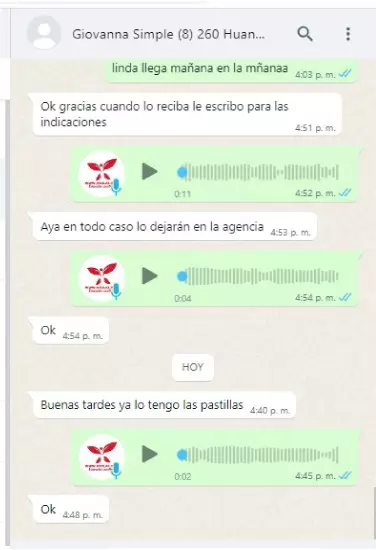 Giovanna Simple (8) 260 Huan...
linda llega mañana en la mñanaa 4:03 p. m.
Ok gracias cuando lo reciba le escribo para las
indicaciones
4:51 p. m.
0:11 4:52 p. m.
Aya en todo caso lo dejarán en la agencia 4:53 p. m.
0:04 4:54 p. m.
Ok 4:54 p. m.
HOY
Buenas tardes ya lo tengo las pastillas 4:40 p. m.
0:02 4:45 p. m.
Ok 4:48 p. m.